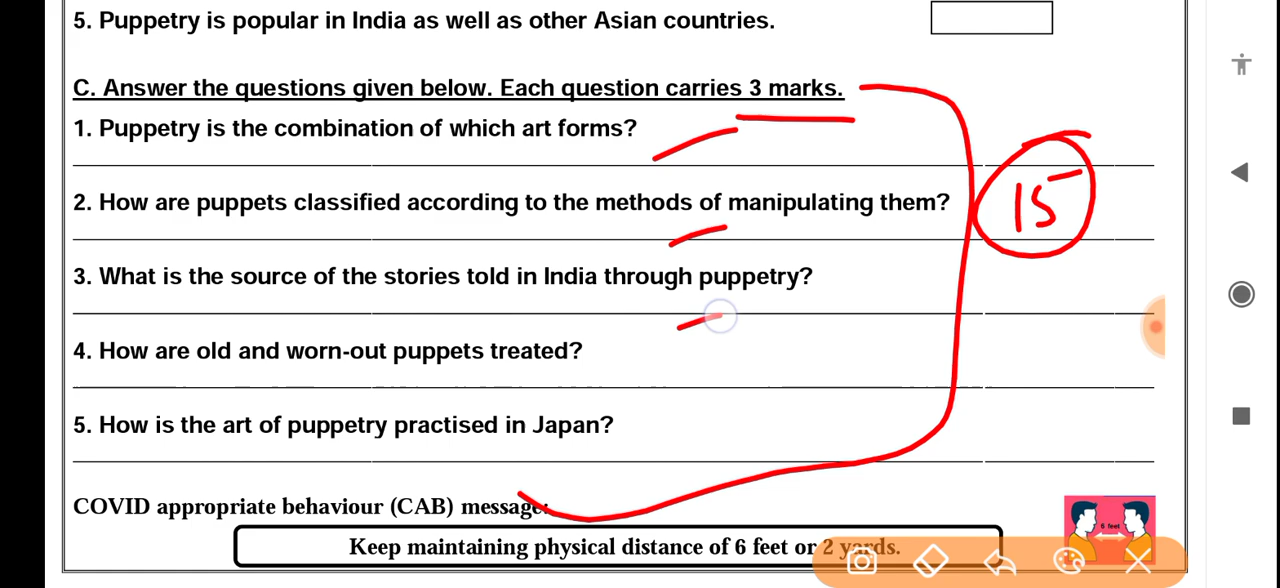 5. Puppetry is popular in India as well as other Asian countries.
C. Answer the questions given below. Each question carries 3 marks.
1. Puppetry is the combination of which art forms?
15
2. How are puppets classified according to the methods of manipulating them?
3. What is the source of the stories told in India through puppetry?
4. How are old and worn-out puppets treated?
5. How is the art of puppetry practised in Japan?
COVID appropriate behaviour (CAB) message:
6 feet
Keep maintaining physical distance of 6 feet or 2 yards.